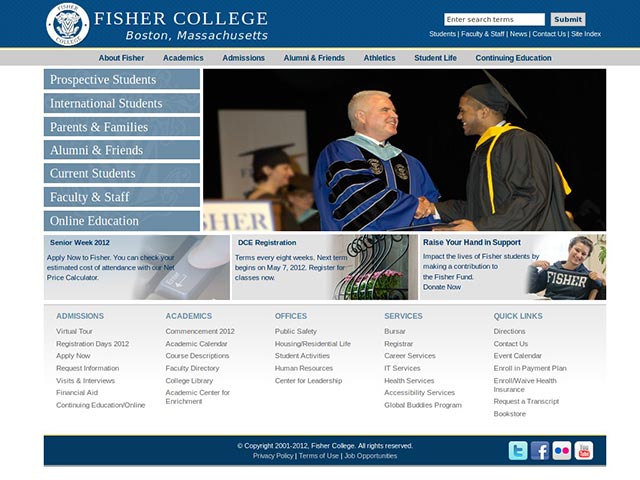 FISHER COLLEGE
FISHER COLLEGE
Boston, Massachusetts
Enter search terms
Submit
Students | Faculty & Staff | News | Contact Us | Site Index
About Fisher Academics Admissions Alumni & Friends Athletics Student Life Continuing Education
Prospective Students
International Students
Parents & Families
Alumni & Friends
Current Students
Faculty & Staff
Online Education
SHER
Senior Week 2012
Apply Now to Fisher. You can check your
estimated cost of attendance with our Net
Price Calculator.
DCE Registration
Terms every eight weeks. Next term
begins on May 7, 2012. Register for
classes now.
Raise Your Hand in Support
Impact the lives of Fisher students by
making a contribution to
the Fisher Fund.
Donate Now
FISHER
ADMISSIONS
Virtual Tour
Registration Days 2012
Apply Now
Request Information
Visits & Interviews
Financial Aid
Continuing Education/Online
ACADEMICS
Commencement 2012
Academic Calendar
Course Descriptions
Faculty Directory
College Library
Academic Center for
Enrichment
OFFICES
Public Safety
Housing/Residential Life
Student Activities
Human Resources
Center for Leadership
SERVICES
Bursar
Registrar
Career Services
IT Services
Health Services
Accessibility Services
Global Buddies Program
QUICK LINKS
Directions
Contact Us
Event Calendar
Enroll in Payment Plan
Enroll/Waive Health
Insurance
Request a Transcript
Bookstore
© Copyright 2001-2012, Fisher College. All rights reserved.
Privacy Policy | Terms of Use | Job Opportunities
You
Tube